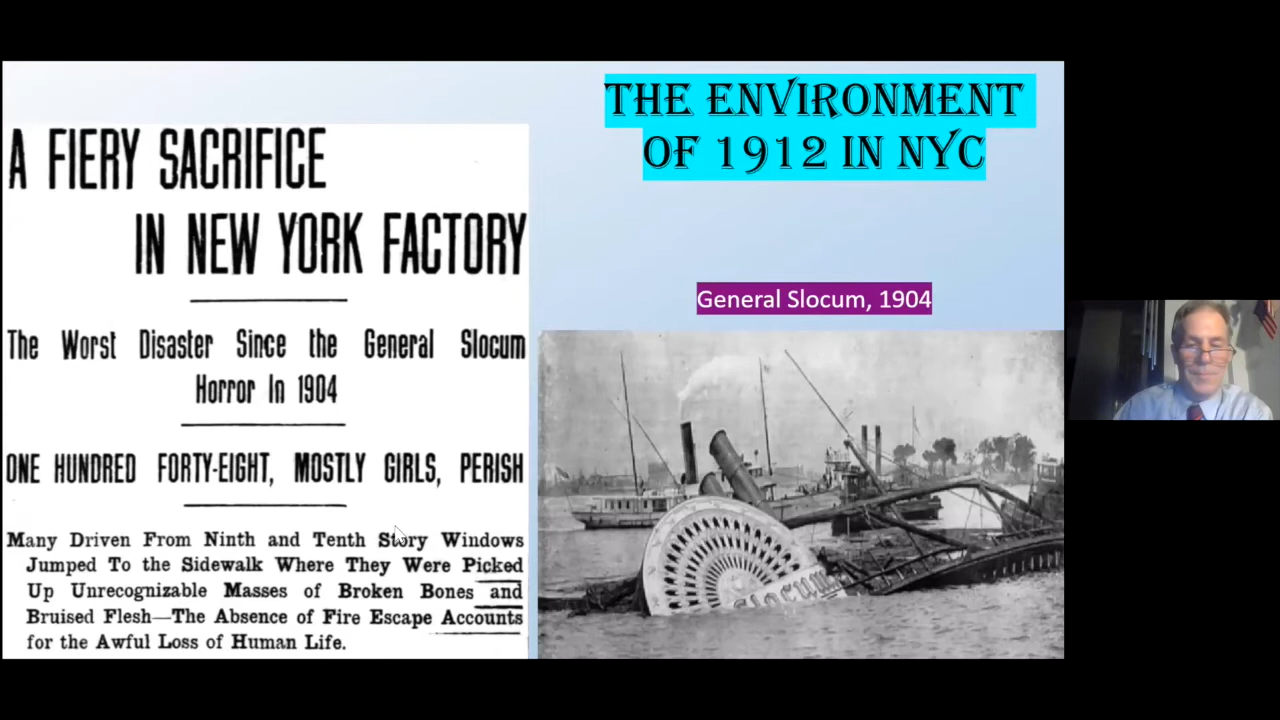 THE ENVIRONMENT
OF 1912 IN NYC
A FIERY SACRIFICE
IN NEW YORK FACTORY
The Worst Disaster Since the General Slocum
Horror In 1904
ONE HUNDRED FORTY-EIGHT, MOSTLY GIRLS, PERISH
Many Driven From Ninth and Tenth Story Windows
Jumped To the Sidewalk Where They Were Picked
Up Unrecognizable Masses of Broken Bones and
Bruised Flesh—The Absence of Fire Escape Accounts
for the Awful Loss of Human Life.
General Slocum, 1904
Slocum